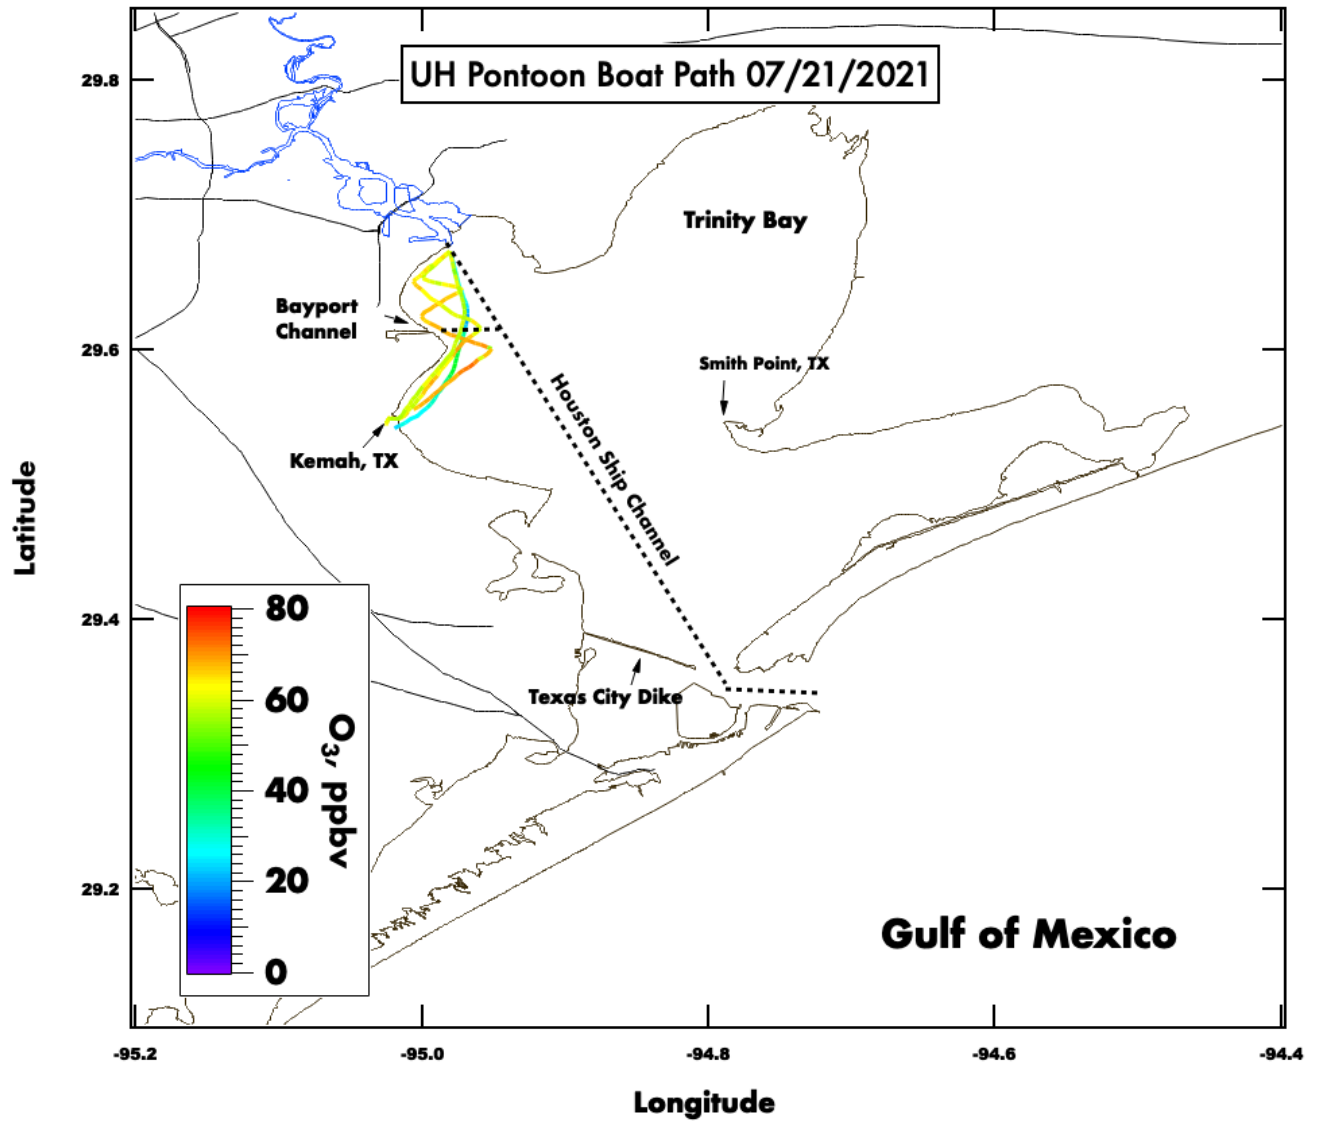 UH Pontoon Boat Path 07/21/2021
29.8
Trinity Bay
Bayport
Channel
29.6
Smith Point, TX
Houston Ship Channel
Kemah, TX
Latitude
29.4
80
60
40
20
0
O3, ppbv
Texas City Dike
29.2
Gulf of Mexico
-95.2
-95.0
-94.8
-94.6
-94.4
Longitude